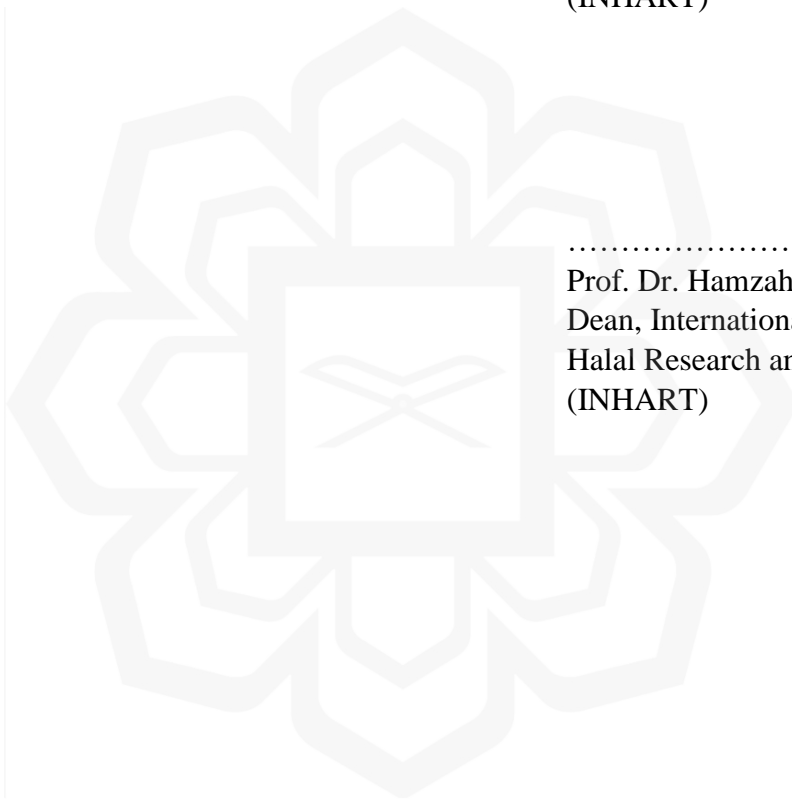 (INHART)
…………………
Prof. Dr. Hamzah
Dean, Internationa
Halal Research an
(INHART)